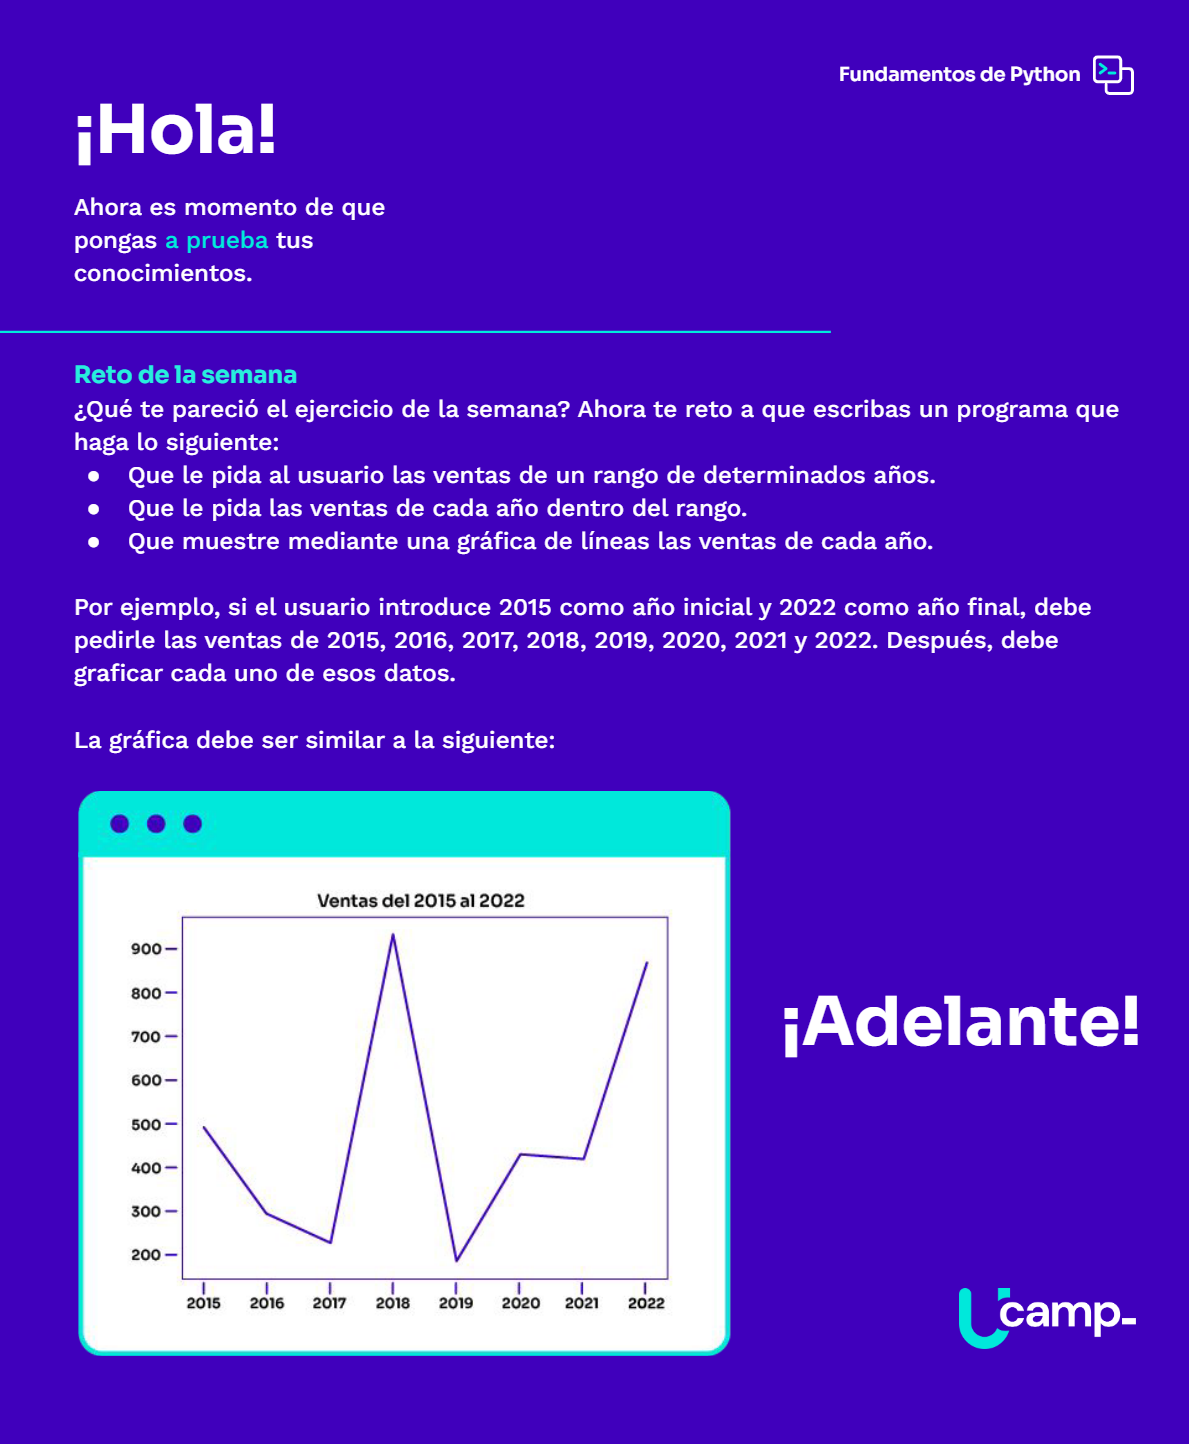 Fundamentos de Python
¡Hola!
Ahora es momento de que
pongas a prueba tus
conocimientos.
Reto de la semana
¿Qué te pareció el ejercicio de la semana? Ahora te reto a que escribas un programa que
haga lo siguiente:
● Que le pida al usuario las ventas de un rango de determinados años.
● Que le pida las ventas de cada año dentro del rango.
● Que muestre mediante una gráfica de líneas las ventas de cada año.
Por ejemplo, si el usuario introduce 2015 como año inicial y 2022 como año final, debe
pedirle las ventas de 2015, 2016, 2017, 2018, 2019, 2020, 2021 y 2022. Después, debe
graficar cada uno de esos datos.
La gráfica debe ser similar a la siguiente:
Ventas del 2015 al 2022
900
800
700
600
500
400
300
200
2015 2016 2017 2018 2019 2020 2021 2022
¡Adelante!
Ucamp_